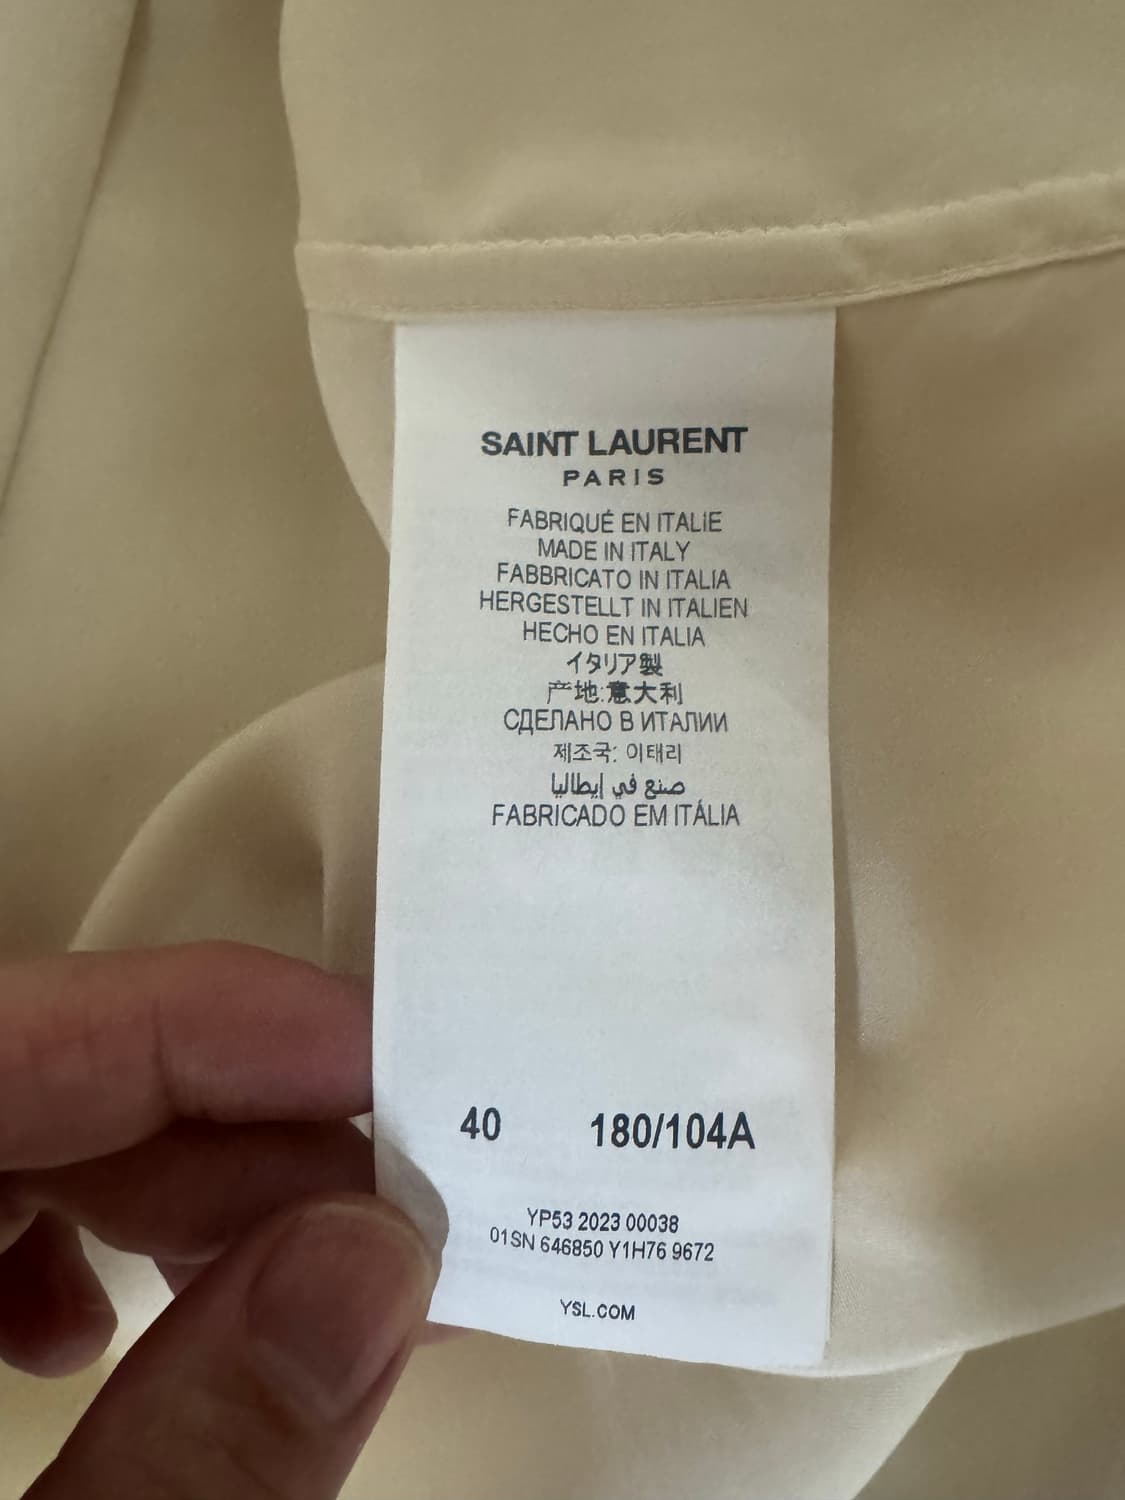 SAINT LAURENT
PARIS
FABRIQUÉ EN ITALIE
MADE IN ITALY
FABBRICATO IN ITALIA
HERGESTELLT IN ITALIEN
HECHO EN ITALIA
イタリア製
产地:意大利
СДЕЛАНО В ИТАЛИИ
제조국: 이태리
صنع في إيطاليا
FABRICADO EM ITÁLIA
40 180/104A
YP53 2023 00038
01SN 646850 Y1H76 9672
YSL.COM